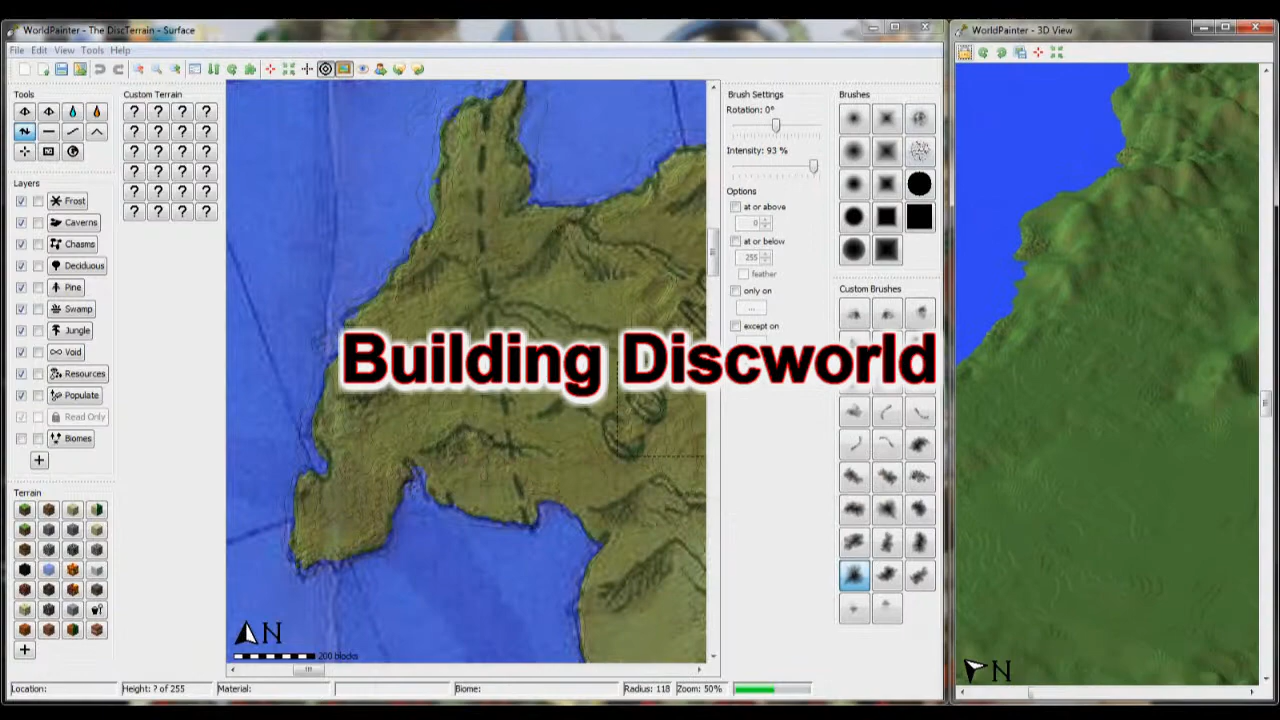 WorldPainter - The DiscTerrain - Surface
File Edit View Tools Help
Tools
Layers
Frost
Caverns
Chasms
Deciduous
Pine
Swamp
Jungle
Void
Resources
Populate
Read Only
Biomes
+
Terrain
+
Custom Terrain
? ? ? ?
? ? ? ?
? ? ? ?
? ? ? ?
? ? ? ?
? ? ? ?
N
200 blocks
Building Discworld
Brush Settings
Rotation: 0°
Intensity: 93 %
Options
at or above
0
at or below
255
feather
only on
...
except on
Brushes
Custom Brushes
Location:
Height: ? of 255
Material:
Biome:
Radius: 118
Zoom: 50%
WorldPainter - 3D View
N